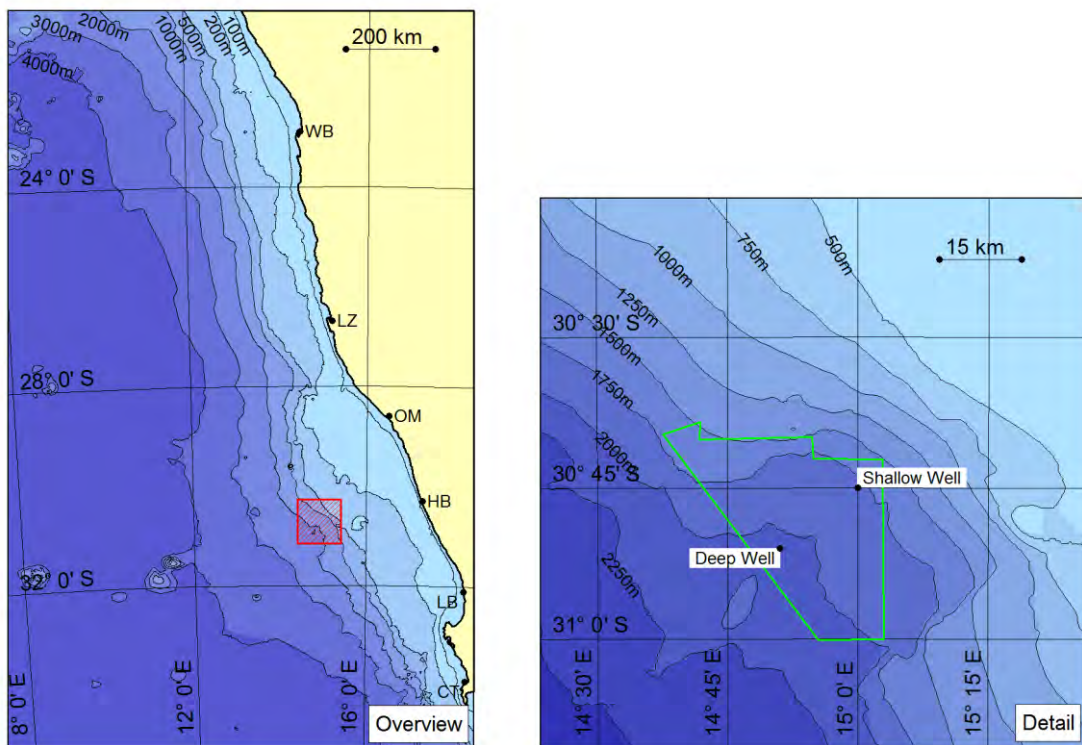 3000m
2000m
1000m
500m
200m
100m
4000m
200 km
WB
24° 0' S
LZ
28° 0' S
OM
HB
32° 0' S
LB
CT
8° 0' E
12° 0' E
16° 0' E
Overview
500m
750m
1000m
15 km
1250m
30° 30' S
1500m
1750m
2000m
30° 45' S
Shallow Well
Deep Well
2250m
31° 0' S
14° 30' E
14° 45' E
15° 0' E
15° 15' E
Detail